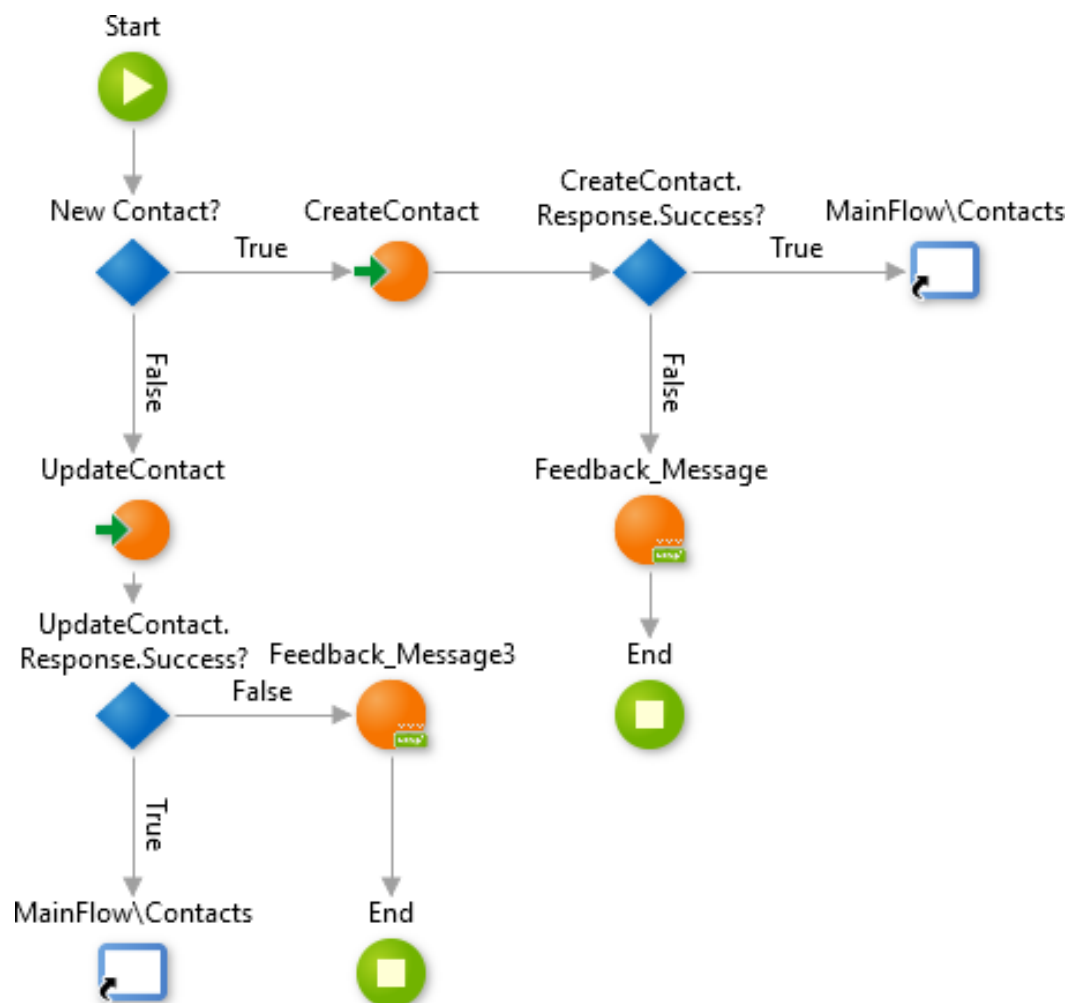 Start
New Contact?
True
CreateContact
CreateContact.
Response.Success?
True
MainFlow\Contacts
False
False
UpdateContact
Feedback_Message
UpdateContact.
Response.Success?
False
Feedback_Message3
End
True
MainFlow\Contacts
End